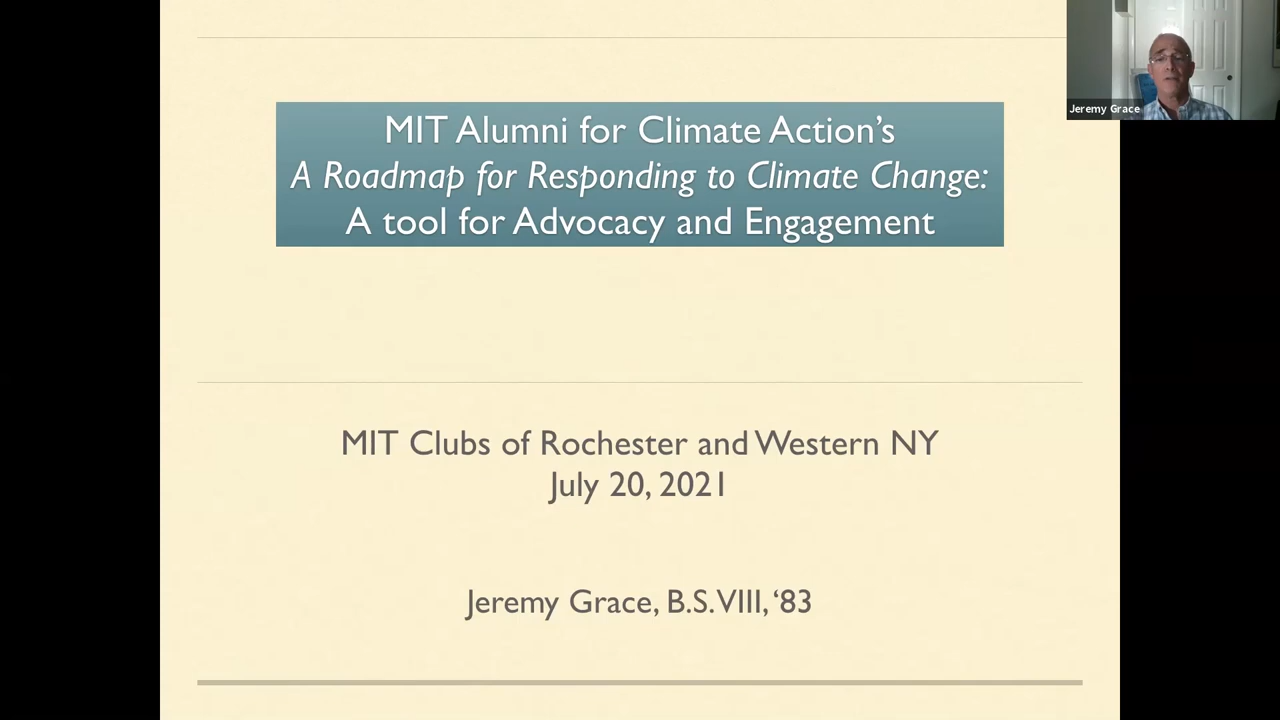 MIT Alumni for Climate Action’s
A Roadmap for Responding to Climate Change:
A tool for Advocacy and Engagement
Jeremy Grace
MIT Clubs of Rochester and Western NY
July 20, 2021
Jeremy Grace, B.S. VIII, ‘83